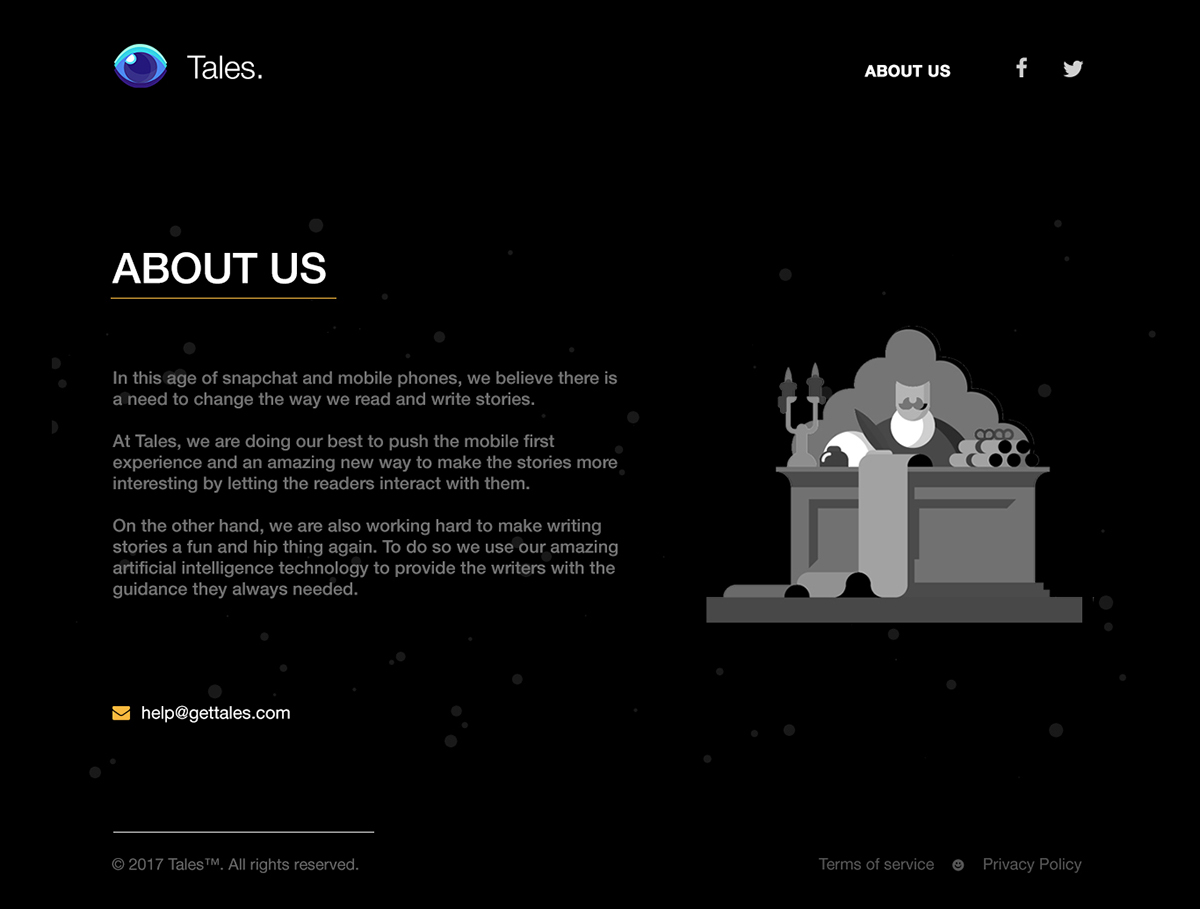 Tales.
ABOUT US
ABOUT US
In this age of snapchat and mobile phones, we believe there is
a need to change the way we read and write stories.
At Tales, we are doing our best to push the mobile first
experience and an amazing new way to make the stories more
interesting by letting the readers interact with them.
On the other hand, we are also working hard to make writing
stories a fun and hip thing again. To do so we use our amazing
artificial intelligence technology to provide the writers with the
guidance they always needed.
help@gettales.com
© 2017 Tales™. All rights reserved.
Terms of service
Privacy Policy